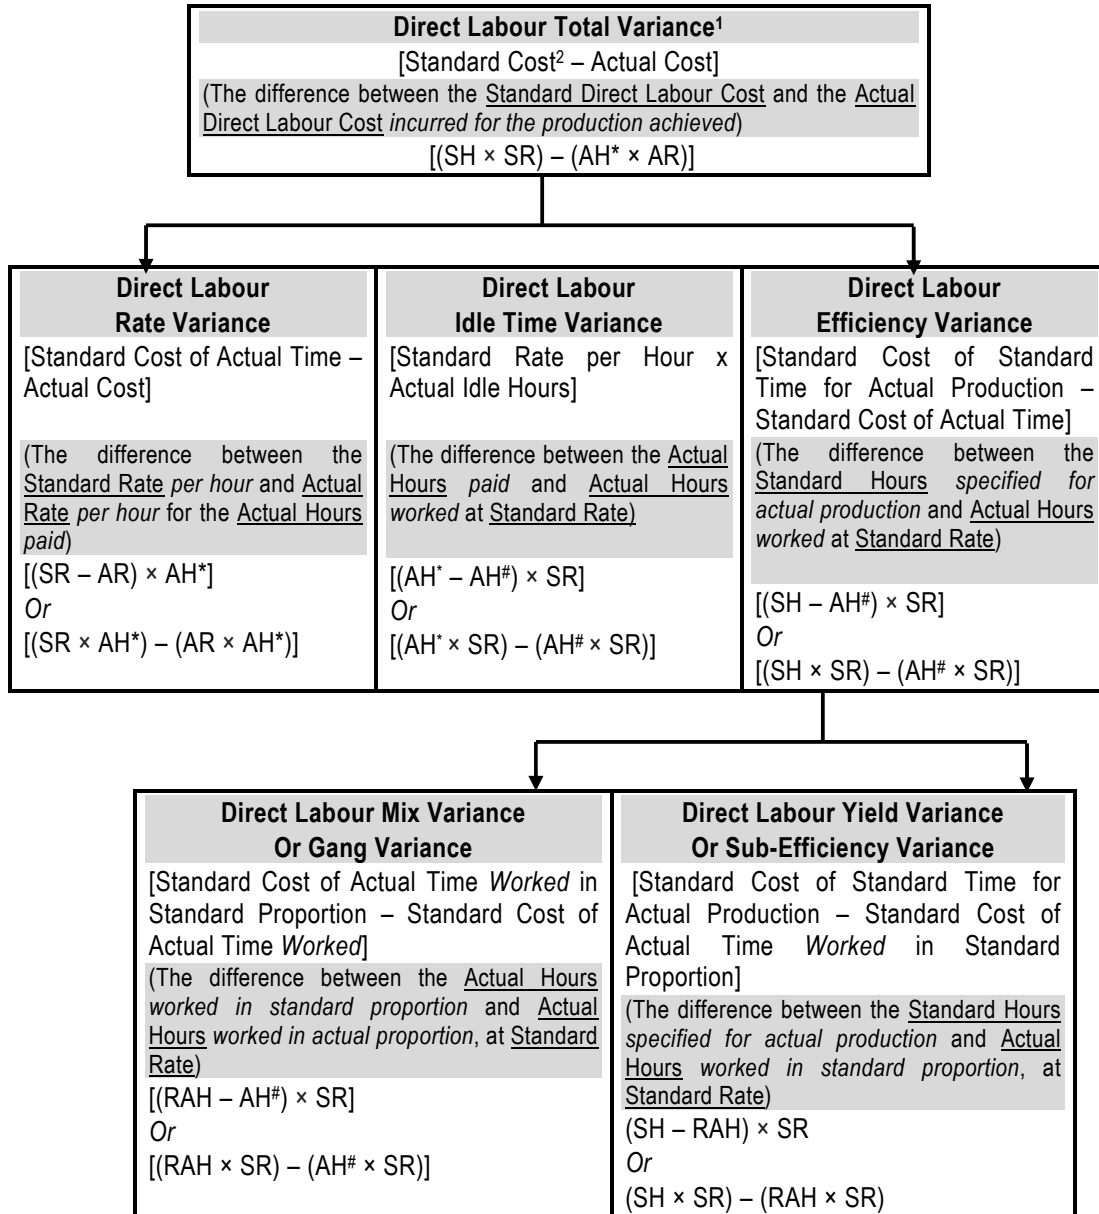 Direct Labour Total Variance¹
[Standard Cost² – Actual Cost]
(The difference between the Standard Direct Labour Cost and the Actual
Direct Labour Cost incurred for the production achieved)
[(SH × SR) – (AH* × AR)]
Direct Labour
Rate Variance
[Standard Cost of Actual Time –
Actual Cost]
(The difference between the
Standard Rate per hour and Actual
Rate per hour for the Actual Hours
paid)
[(SR – AR) × AH*]
Or
[(SR × AH*) – (AR × AH*)]
Direct Labour
Idle Time Variance
[Standard Rate per Hour x
Actual Idle Hours]
(The difference between the Actual
Hours paid and Actual Hours
worked at Standard Rate)
[(AH* – AH#) × SR]
Or
[(AH* × SR) – (AH# × SR)]
Direct Labour
Efficiency Variance
[Standard Cost of Standard
Time for Actual Production –
Standard Cost of Actual Time]
(The difference between the
Standard Hours specified for
actual production and Actual Hours
worked at Standard Rate)
[(SH – AH#) × SR]
Or
[(SH × SR) – (AH# × SR)]
Direct Labour Mix Variance
Or Gang Variance
[Standard Cost of Actual Time Worked in
Standard Proportion – Standard Cost of
Actual Time Worked]
(The difference between the Actual Hours
worked in standard proportion and Actual
Hours worked in actual proportion, at Standard
Rate)
[(RAH – AH#) × SR]
Or
[(RAH × SR) – (AH# × SR)]
Direct Labour Yield Variance
Or Sub-Efficiency Variance
[Standard Cost of Standard Time for
Actual Production – Standard Cost of
Actual Time Worked in Standard
Proportion]
(The difference between the Standard Hours
specified for actual production and Actual
Hours worked in standard proportion, at
Standard Rate)
(SH – RAH) × SR
Or
(SH × SR) – (RAH × SR)